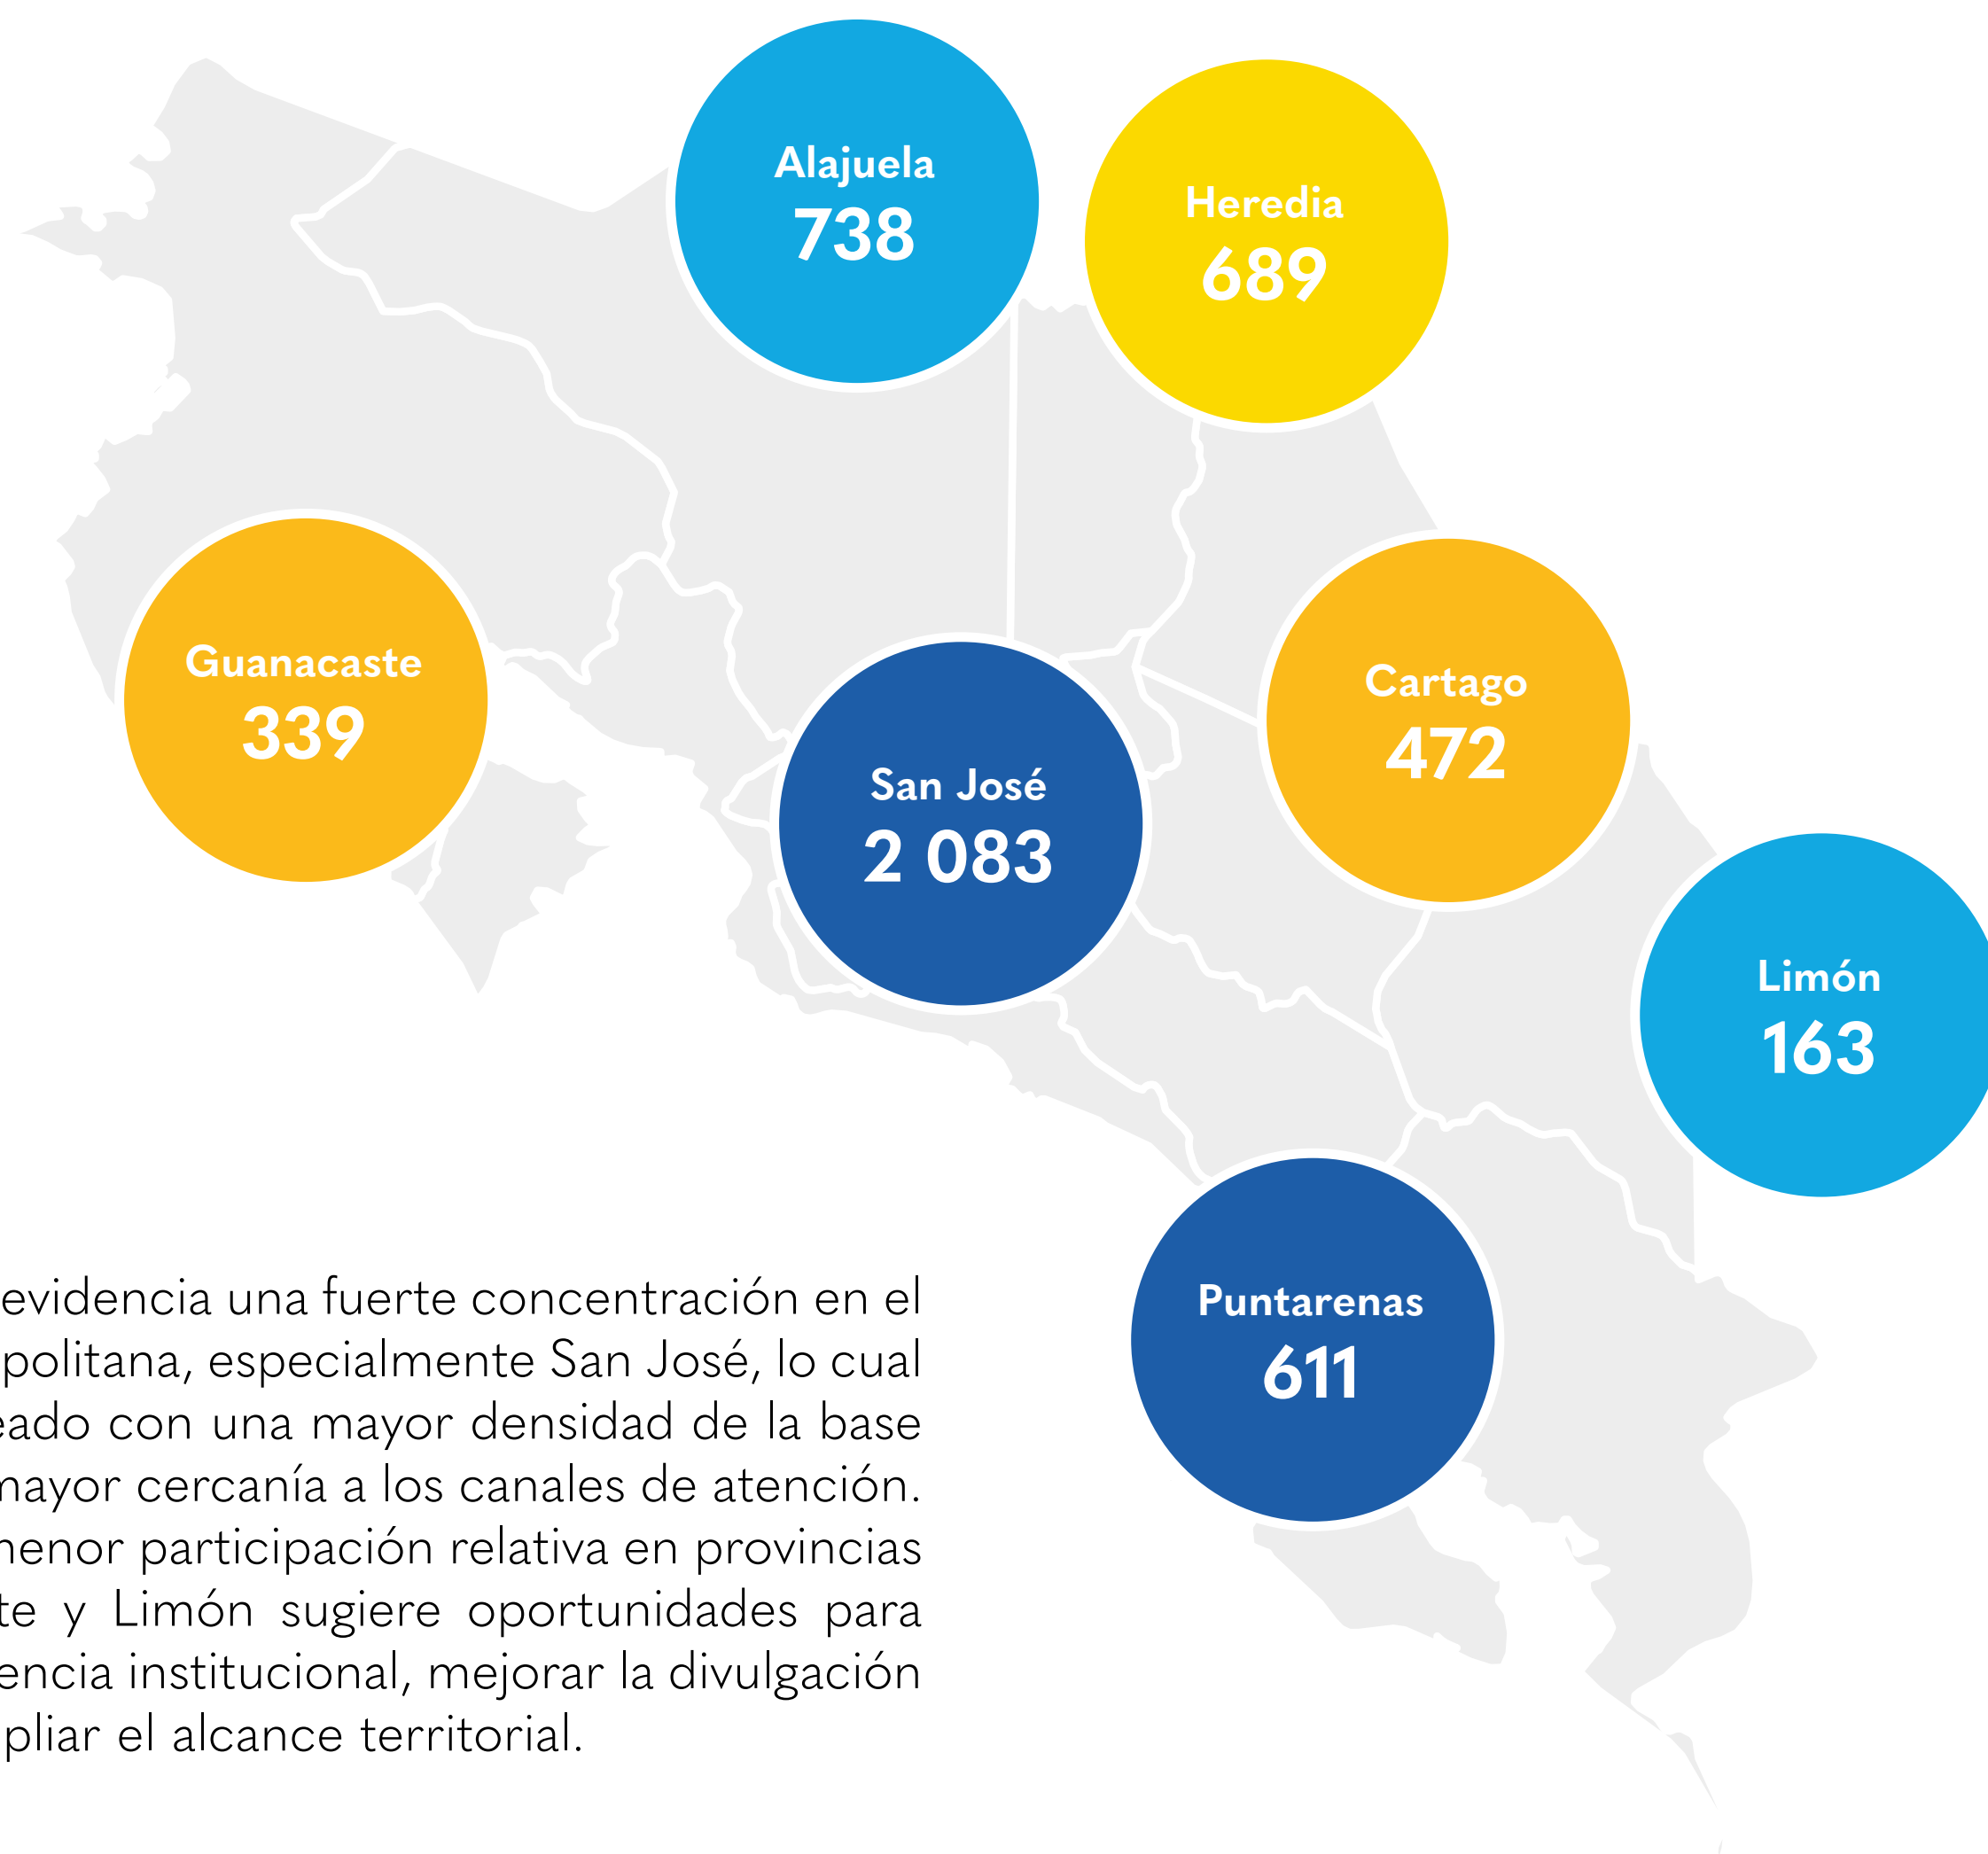 Alajuela
738
Heredia
689
Guanacaste
339
Cartago
472
San José
2 083
Limón
163
Puntarenas
611
evidencia una fuerte concentración en el
politana, especialmente San José, lo cual
ado con una mayor densidad de la base
mayor cercanía a los canales de atención.
menor participación relativa en provincias
te y Limón sugiere oportunidades para
encia institucional, mejorar la divulgación
pliar el alcance territorial.